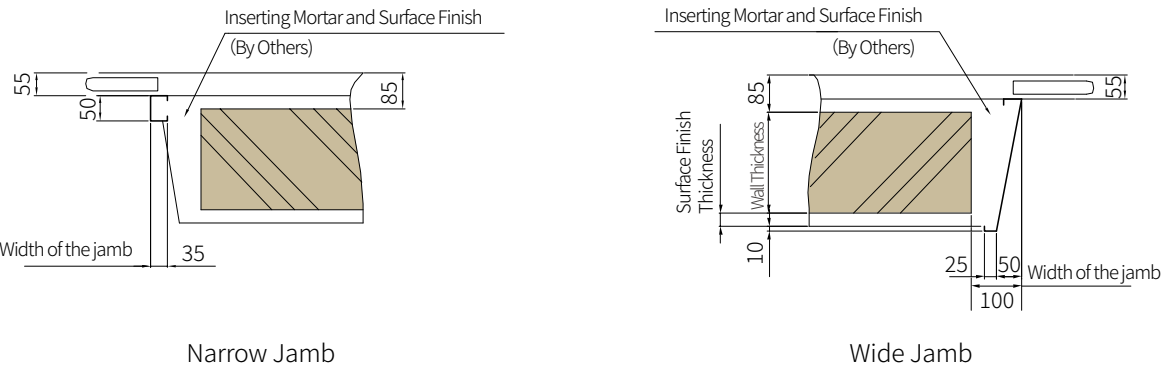 Inserting Mortar and Surface Finish
(By Others)
55
50
85
Width of the jamb
35
Narrow Jamb
Inserting Mortar and Surface Finish
(By Others)
85
55
Surface Finish
Thickness
Wall Thickness
10
25
50
Width of the jamb
100
Wide Jamb